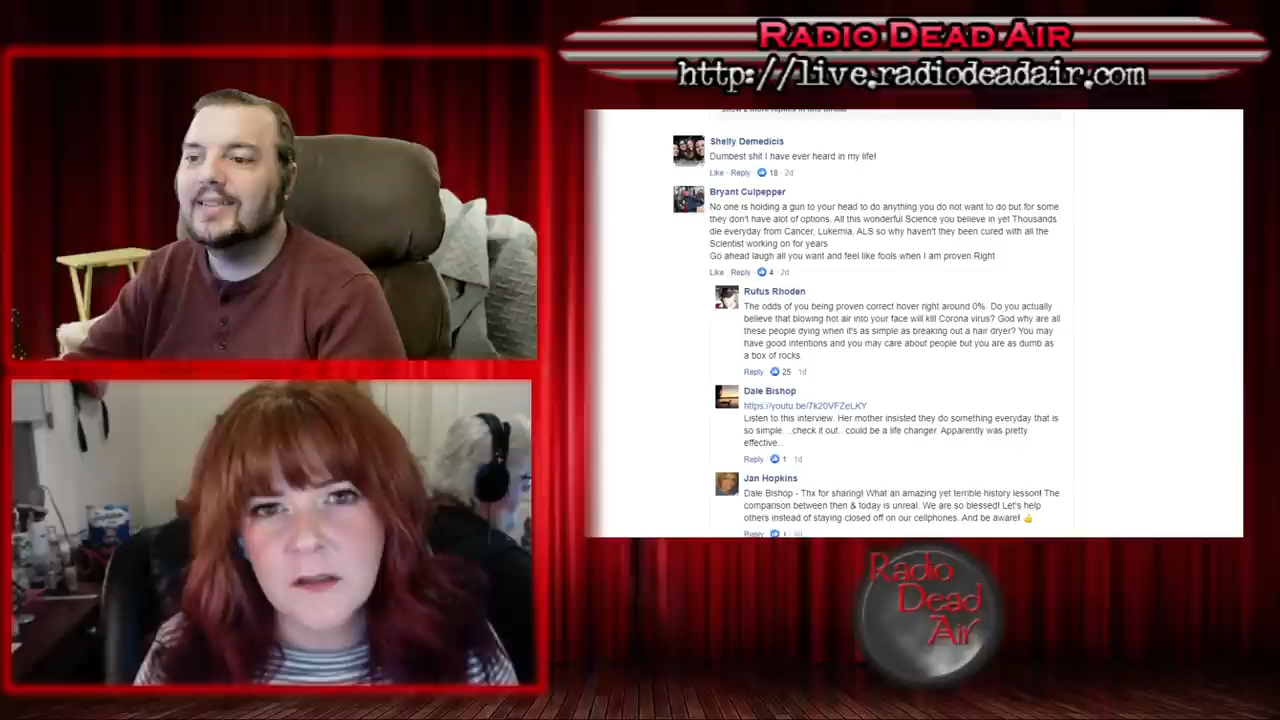 RADIO DEAD AIR
http://live.radiodeadair.com
Shelly Demedicis
Dumbest shit I have ever heard in my life!
Like · Reply · 18 · 2d
Bryant Culpepper
No one is holding a gun to your head to do anything you do not want to do but for some
they don't have alot of options. All this wonderful Science you believe in yet Thousands
die everyday from Cancer, Lukemia, ALS so why haven't they been cured with all the
Scientist working on for years
Go ahead laugh all you want and feel like fools when I am proven Right
Like · Reply · 4 · 2d
Rufus Rhoden
The odds of you being proven correct hover right around 0%. Do you actually
believe that blowing hot air into your face will kill Corona virus? God why are all
these people dying when it's as simple as breaking out a hair dryer? You may
have good intentions and you may care about people but you are as dumb as
a box of rocks.
Reply · 25 · 1d
Dale Bishop
https://youtu.be/7k20VFZeLKY
Listen to this interview. Her mother insisted they do something everyday that is
so simple....check it out.. could be a life changer. Apparently was pretty
effective..
Reply · 1 · 1d
Jan Hopkins
Dale Bishop - Thx for sharing! What an amazing yet terrible history lesson! The
comparison between then & today is unreal. We are so blessed! Let's help
others instead of staying closed off on our cellphones. And be aware! 👍
Reply
Radio
Dead
Air